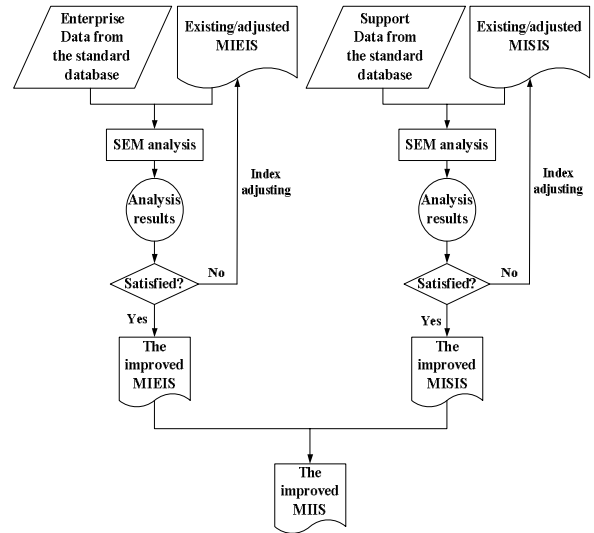 Enterprise
Data from
the standard
database
Existing/adjusted
MIEIS
SEM analysis
Analysis
results
Index
adjusting
Satisfied?
No
Yes
The
improved
MIEIS
Support
Data from
the standard
database
Existing/adjusted
MISIS
SEM analysis
Analysis
results
Index
adjusting
Satisfied?
No
Yes
The
improved
MISIS
The
improved
MIIS